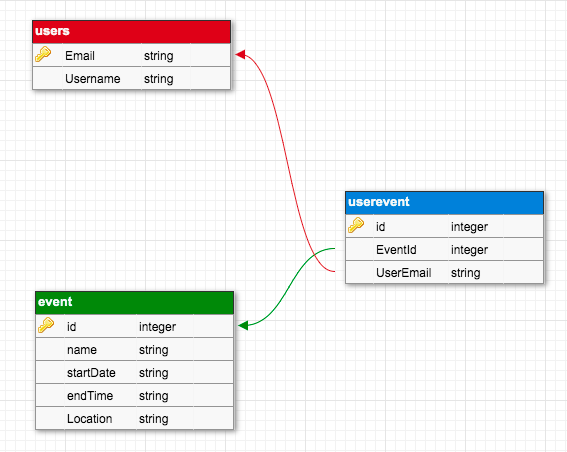 users
Email string
Username string
userevent
id integer
EventId integer
UserEmail string
event
id integer
name string
startDate string
endTime string
Location string